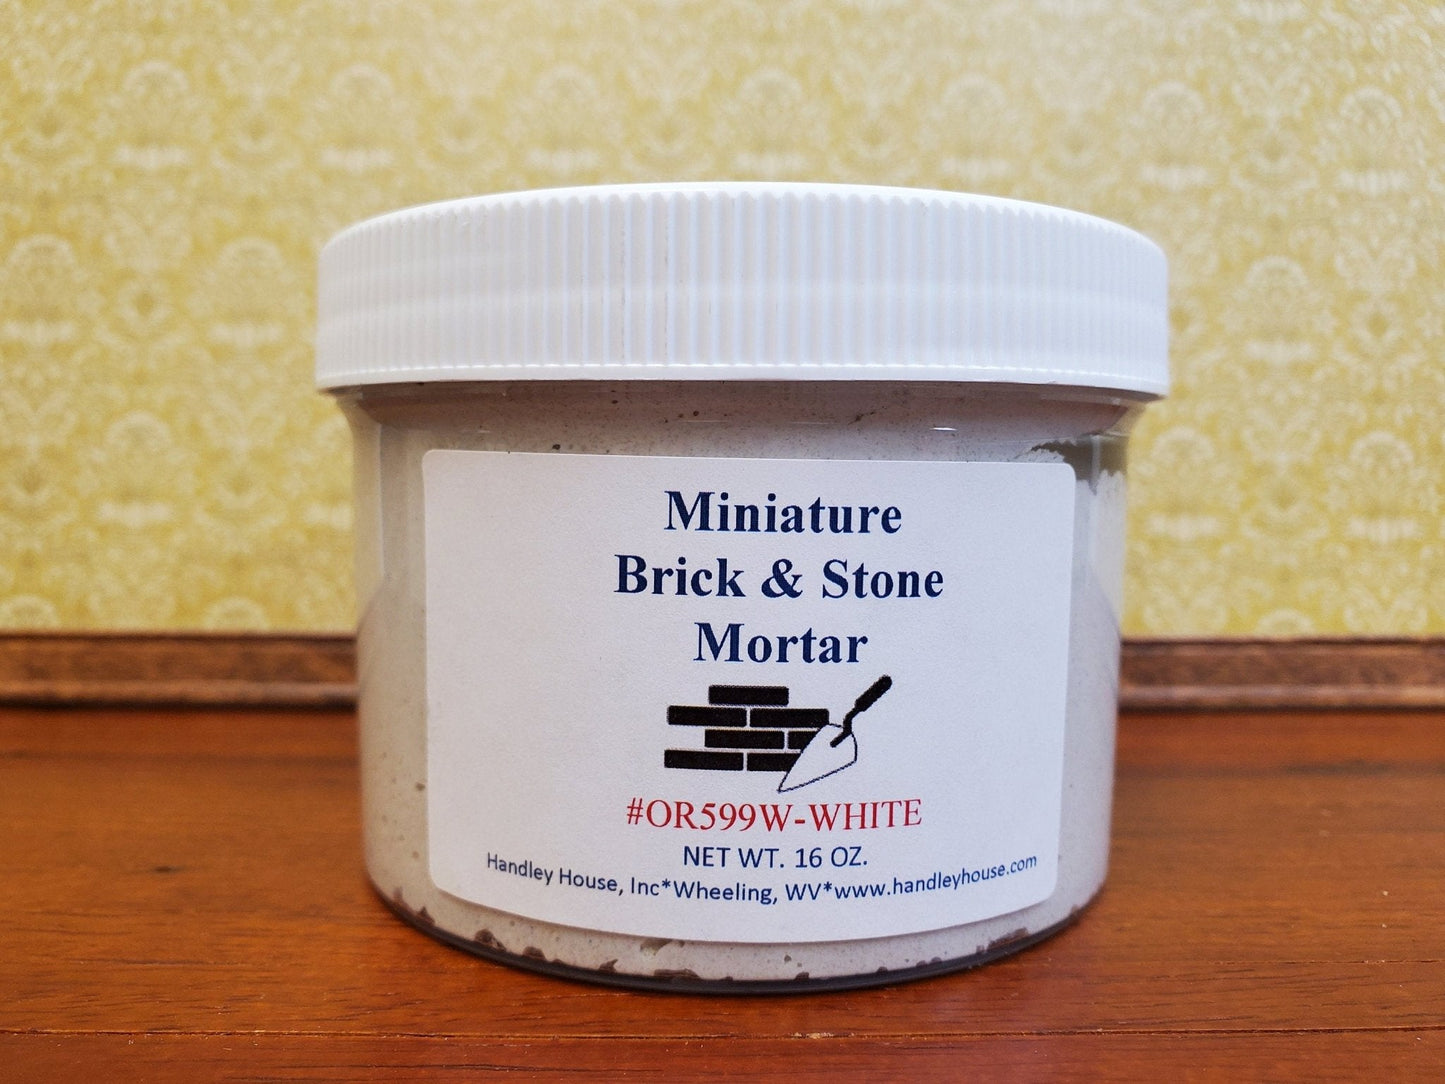 Miniature
Brick & Stone
Mortar
#OR599W-WHITE
NET WT. 16 OZ.
Handley House, Inc*Wheeling, WV*www.handleyhouse.com